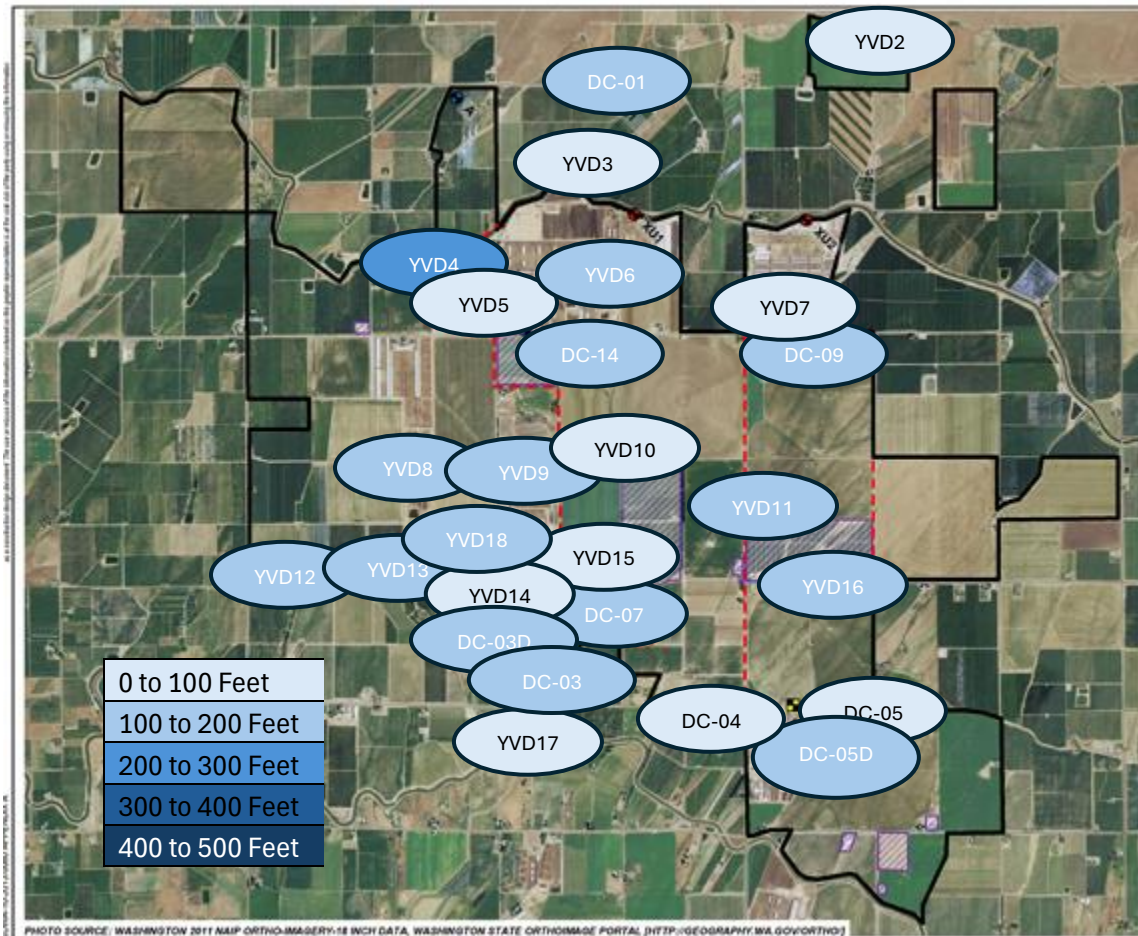 YVD2
DC-01
YVD3
A
XU1
XU2
YVD4
YVD6
YVD5
YVD7
DC-14
DC-09
YVD10
YVD8
YVD9
YVD11
YVD18
YVD15
YVD12
YVD13
YVD16
YVD14
DC-07
DC-03D
DC-03
0 to 100 Feet
100 to 200 Feet
200 to 300 Feet
300 to 400 Feet
400 to 500 Feet
DC-04
DC-05
YVD17
DC-05D
PHOTO SOURCE: WASHINGTON 2011 NAIP ORTHO-IMAGERY-18 INCH DATA, WASHINGTON STATE ORTHOIMAGE PORTAL [HTTP://GEOGRAPHY.WA.GOV/ORTHO/]